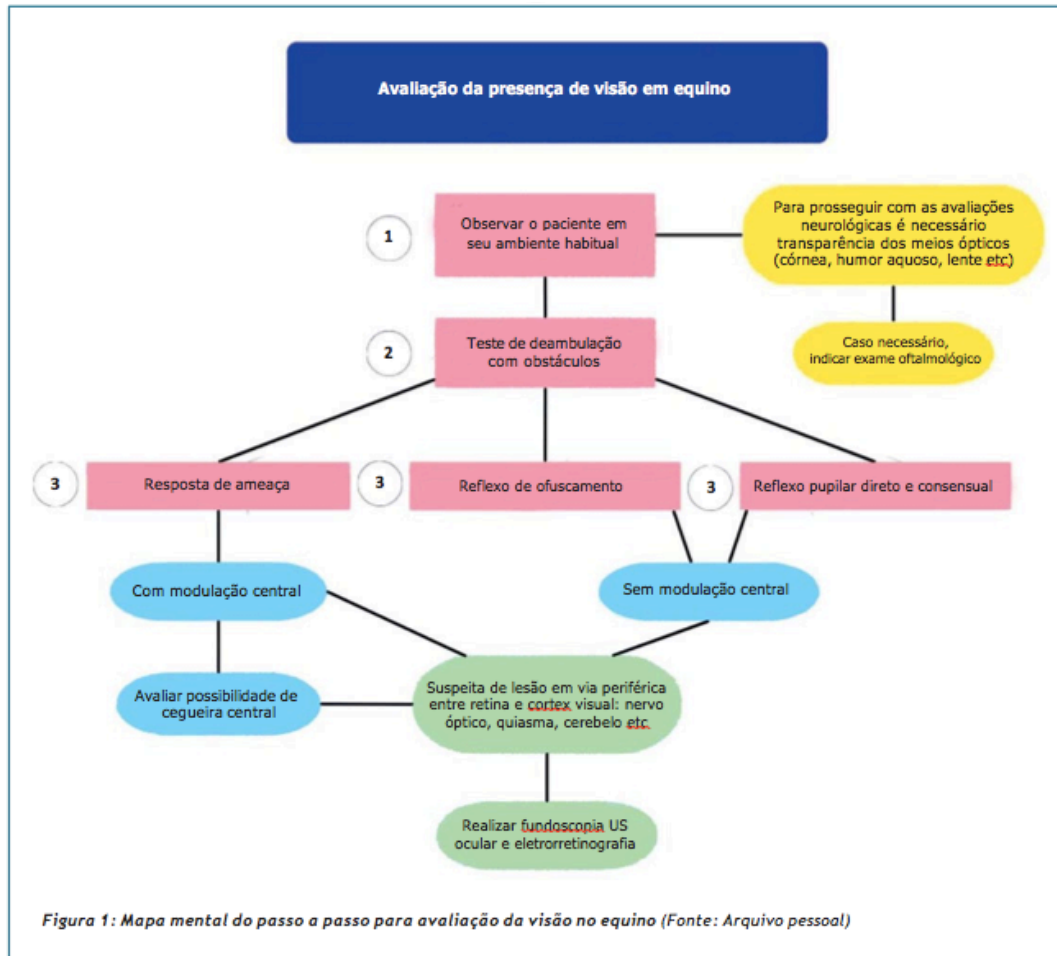 Avaliação da presença de visão em equino
1
Observar o paciente em
seu ambiente habitual
Para prosseguir com as avaliações
neurológicas é necessário
transparência dos meios ópticos
(córnea, humor aquoso, lente etc)
2
Teste de deambulação
com obstáculos
Caso necessário,
indicar exame oftalmológico
3
Resposta de ameaça
3
Reflexo de ofuscamento
3
Reflexo pupilar direto e consensual
Com modulação central
Sem modulação central
Avaliar possibilidade de
cegueira central
Suspeita de lesão em via periférica
entre retina e cortex visual: nervo
óptico, quiasma, cerebelo etc
Realizar fundoscopia US
ocular e eletrorretinografia
Figura 1: Mapa mental do passo a passo para avaliação da visão no equino (Fonte: Arquivo pessoal)